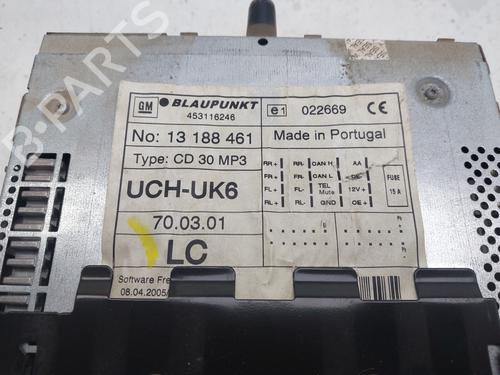 B-PARTS
GM BLAUPUNKT
453116246
e1 022669 CE
No: 13 188 461
Made in Portugal
Type: CD 30 MP3
UCH-UK6
RR+ RR- CAN H AA
FR+ FR- CAN L
FL+ FL- TEL Mute 12V+
RL+ RL- GND OE+
FUSE
15 A
70.03.01
LC
Software Fre
08.04.2005